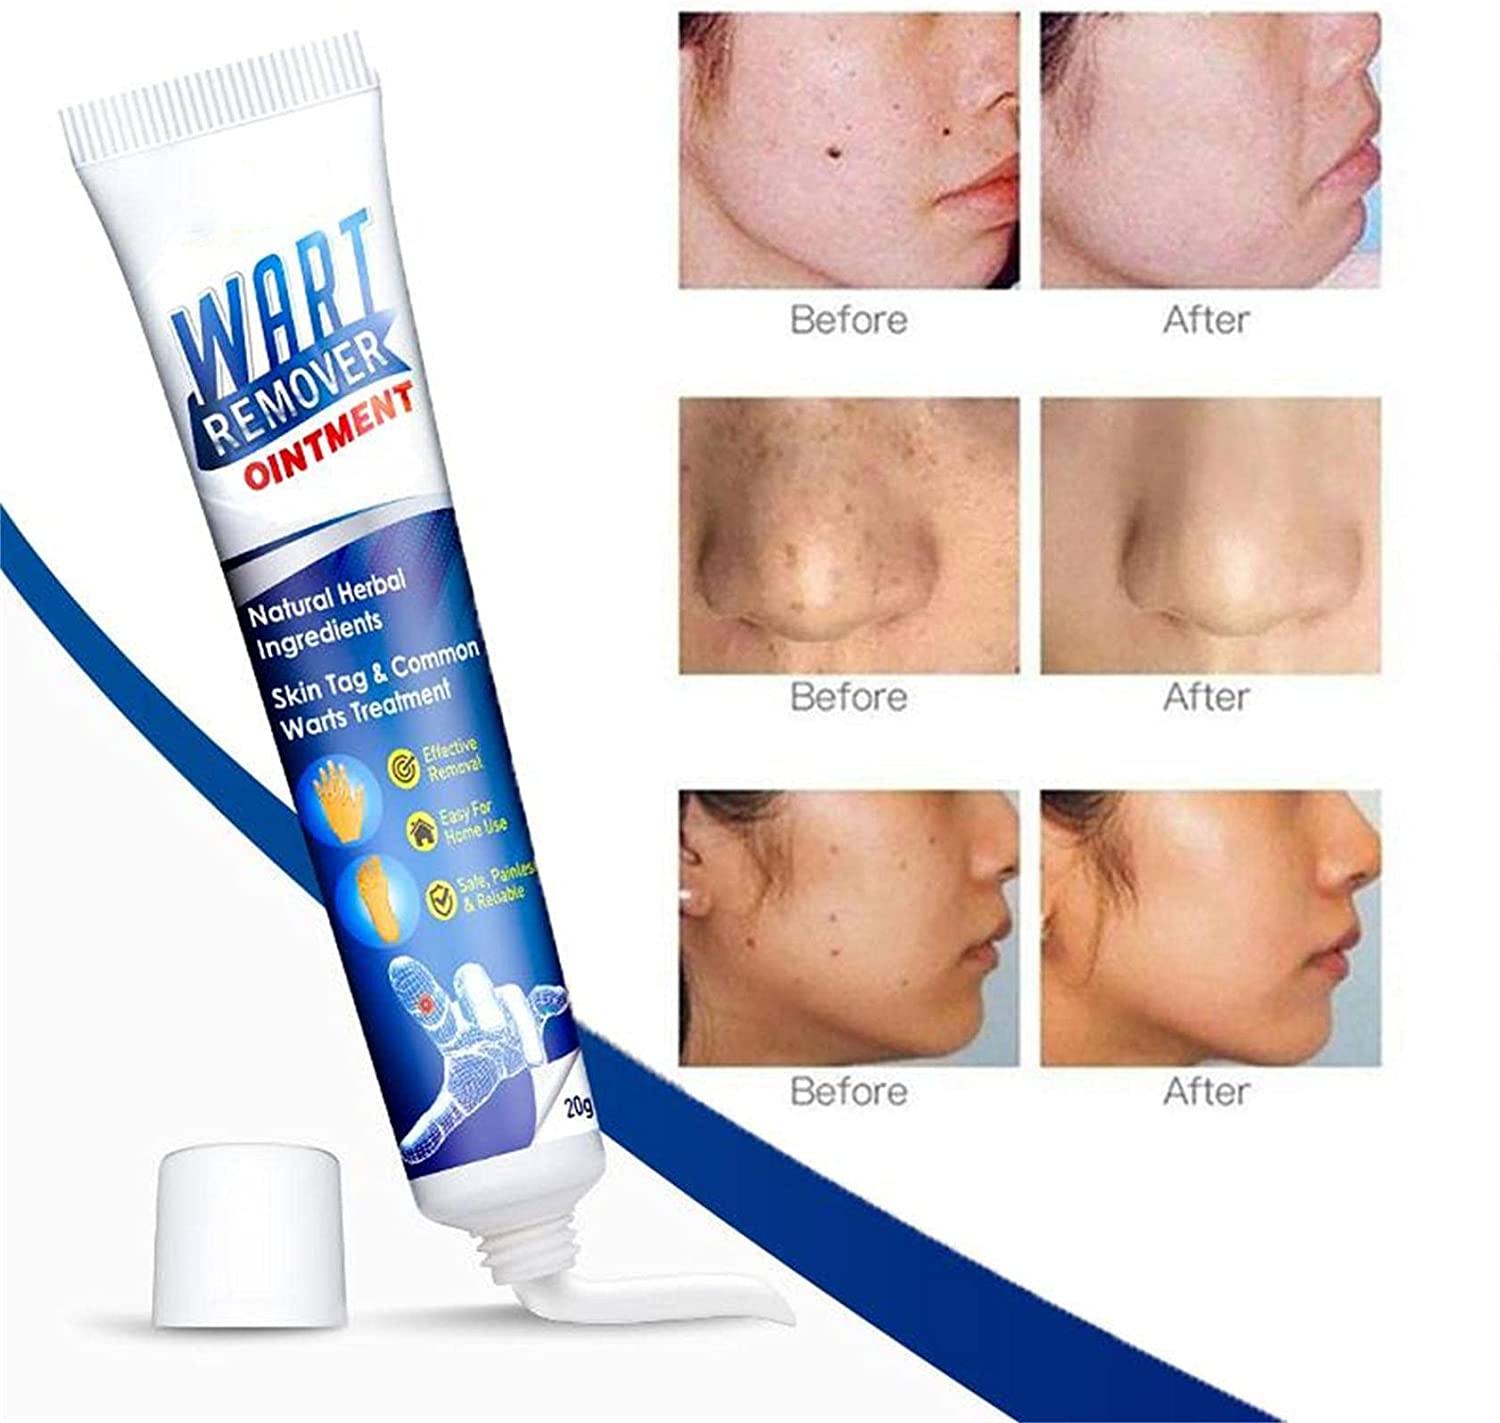 WART
REMOVER
OINTMENT
Natural Herbal
Ingredients
Skin Tag & Common
Warts Treatment
Effective
Removal
Easy For
Home Use
Safe, Painless
& Reliable
20g
Before
After
Before
After
Before
After